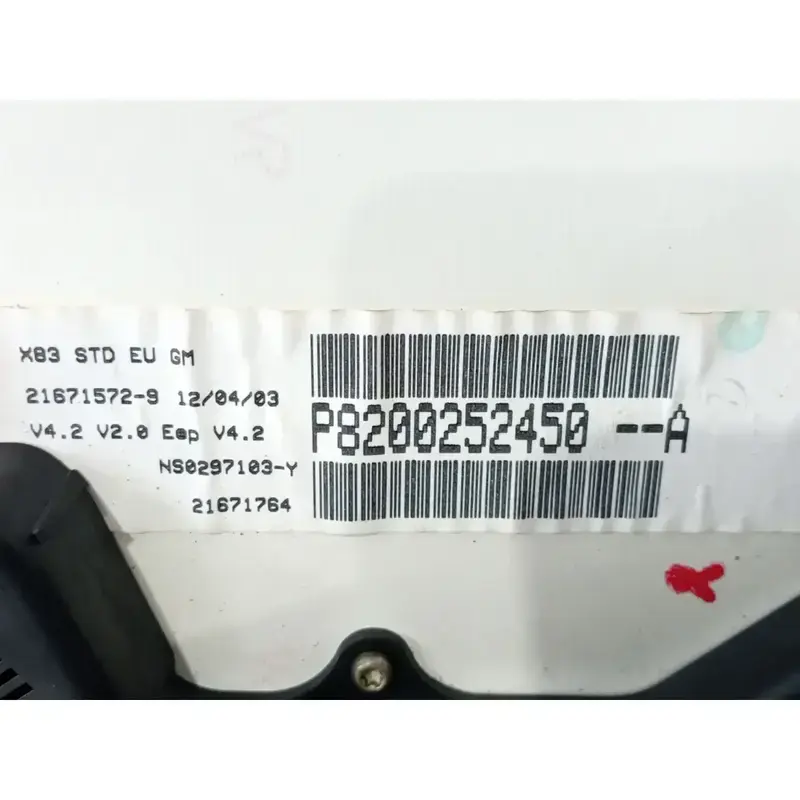 X83 STD EU GM
21671572-9 12/04/03
V4.2 V2.0 Eep V4.2
NS0297103-Y
21671764
P8200252450 --A